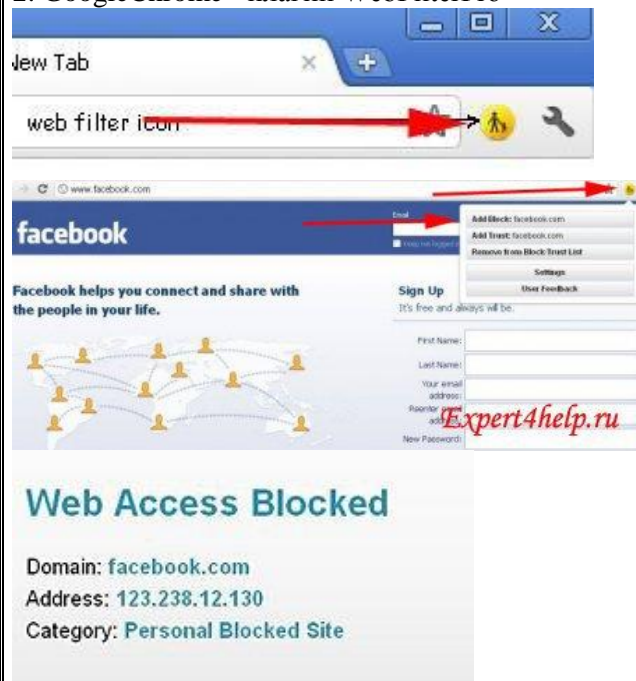 New Tab
web filter icon
www.facebook.com
facebook
Email
Add Block: facebook.com
Add Trust: facebook.com
Remove from Block Trust List
Settings
User Feedback
Facebook helps you connect and share with
the people in your life.
Sign Up
It's free and always will be.
First Name:
Last Name:
Your email
address:
New Password:
Expert4help.ru
Web Access Blocked
Domain: facebook.com
Address: 123.238.12.130
Category: Personal Blocked Site